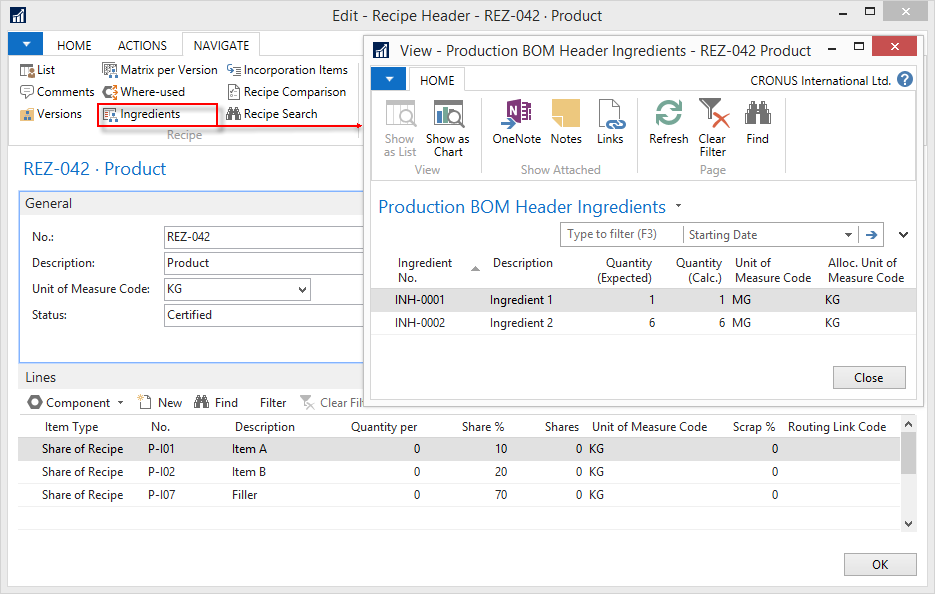 Edit - Recipe Header - REZ-042 · Product
HOME ACTIONS NAVIGATE
List Matrix per Version Incorporation Items
Comments Where-used Recipe Comparison
Versions Ingredients Recipe Search
Recipe
REZ-042 · Product
General
No.: REZ-042
Description: Product
Unit of Measure Code: KG
Status: Certified
View - Production BOM Header Ingredients - REZ-042 Product
HOME
CRONUS International Ltd.
Show as List
Show as Chart
View
OneNote Notes Links
Show Attached
Refresh Clear Filter Find
Page
Production BOM Header Ingredients
Type to filter (F3) Starting Date
Ingredient No. Description Quantity (Expected) Quantity (Calc.) Unit of Measure Code Alloc. Unit of Measure Code
INH-0001 Ingredient 1 1 1 MG KG
INH-0002 Ingredient 2 6 6 MG KG
Close
Lines
Component New Find Filter Clear Fil
Item Type No. Description Quantity per Share % Shares Unit of Measure Code Scrap % Routing Link Code
Share of Recipe P-I01 Item A 0 10 0 KG 0
Share of Recipe P-I02 Item B 0 20 0 KG 0
Share of Recipe P-I07 Filler 0 70 0 KG 0
OK